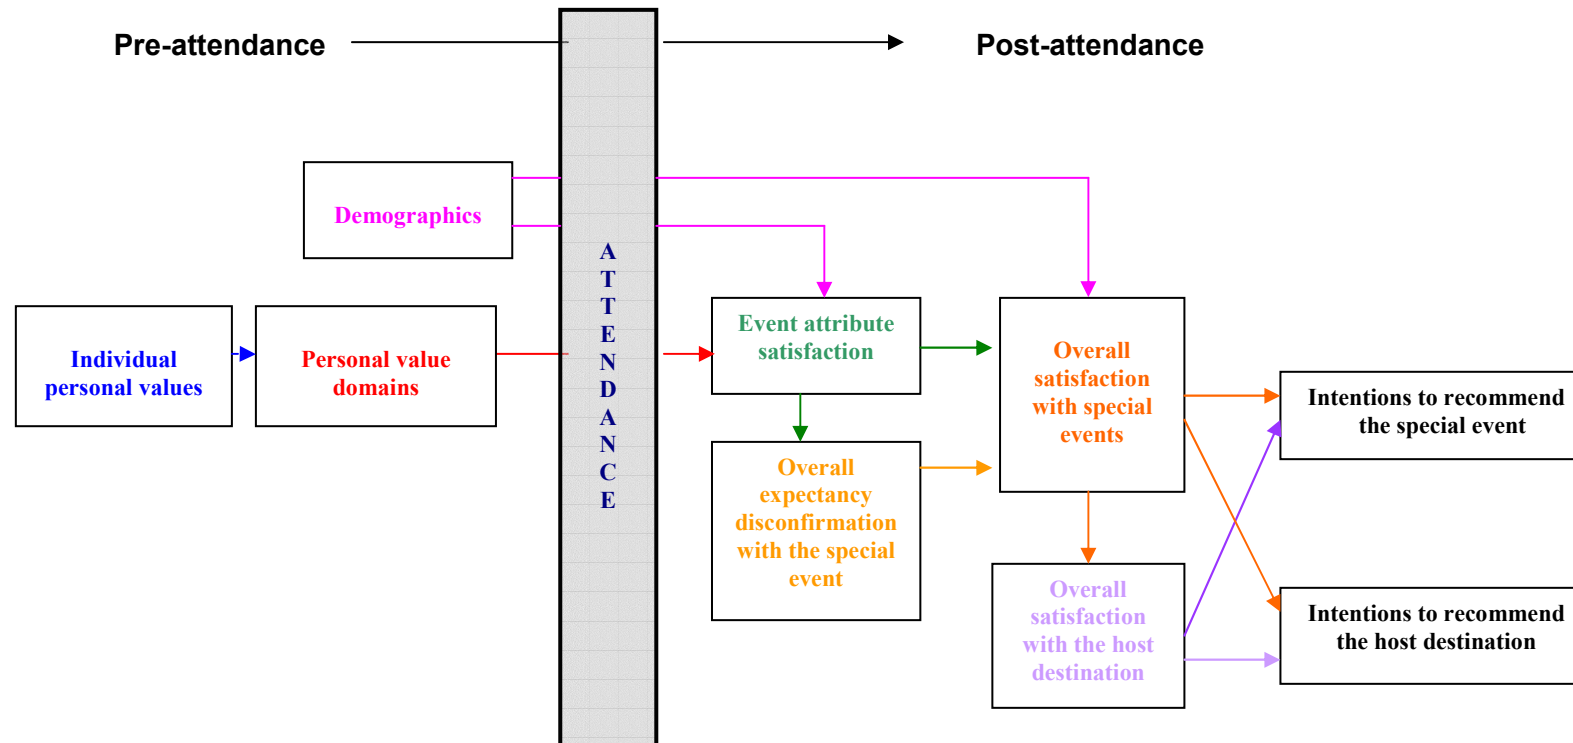 Pre-attendance
Post-attendance
Demographics
A
T
T
E
N
D
A
N
C
E
Individual
personal values
Personal value
domains
Event attribute
satisfaction
Overall
expectancy
disconfirmation
with the special
event
Overall
satisfaction
with special
events
Overall
satisfaction
with the host
destination
Intentions to recommend
the special event
Intentions to recommend
the host destination